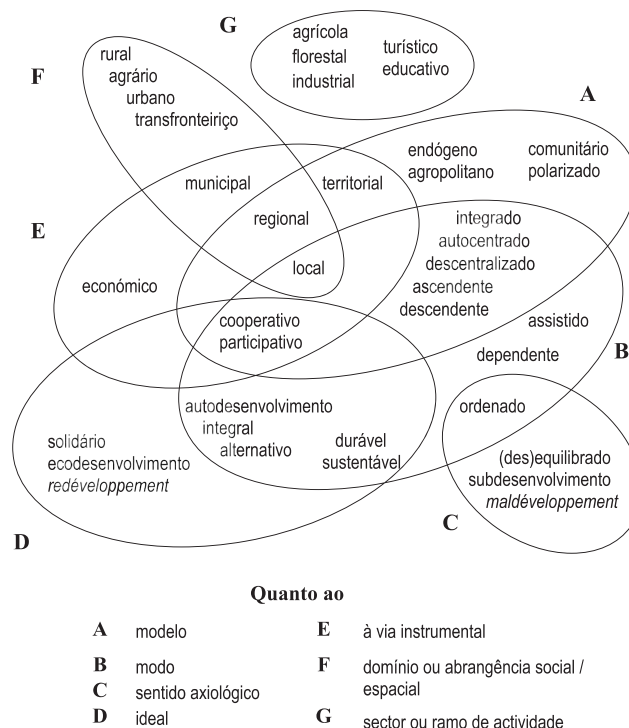 G
agrícola
florestal
industrial
turístico
educativo
F
rural
agrário
urbano
transfronteiriço
A
endógeno
agropolitano
comunitário
polarizado
municipal
territorial
regional
local
E
económico
integrado
autocentrado
descentralizado
ascendente
descendente
cooperativo
participativo
assistido
dependente
B
ordenado
autodesenvolvimento
integral
alternativo
durável
sustentável
solidário
ecodesenvolvimento
redéveloppement
D
(des)equilibrado
subdesenvolvimento
maldéveloppement
C
Quanto ao
A modelo
B modo
C sentido axiológico
D ideal
E à via instrumental
F domínio ou abrangência social /
espacial
G sector ou ramo de actividade